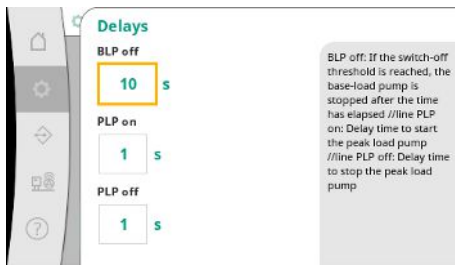 Delays
BLP off
10 s
PLP on
1 s
PLP off
1 s
BLP off: If the switch-off
threshold is reached, the
base-load pump is
stopped after the time
has elapsed //line PLP
on: Delay time to start
the peak load pump
//line PLP off: Delay time
to stop the peak load
pump
?